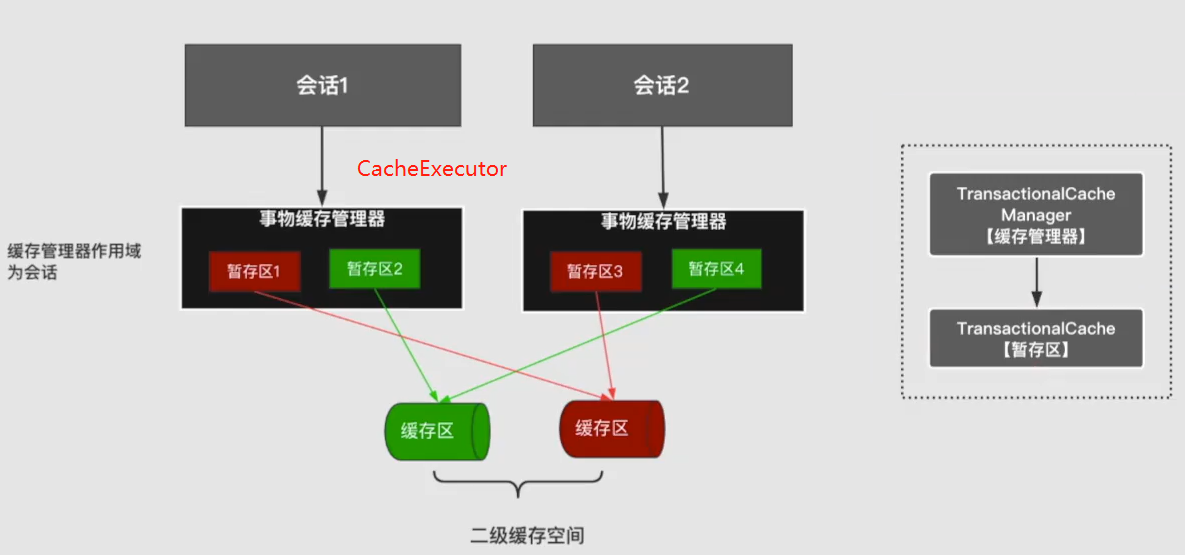 会话1
会话2
CacheExecutor
事物缓存管理器
事物缓存管理器
缓存管理器作用域
为会话
暂存区1
暂存区2
暂存区3
暂存区4
缓存区
缓存区
二级缓存空间
TransactionalCache
Manager
【缓存管理器】
TransactionalCache
【暂存区】